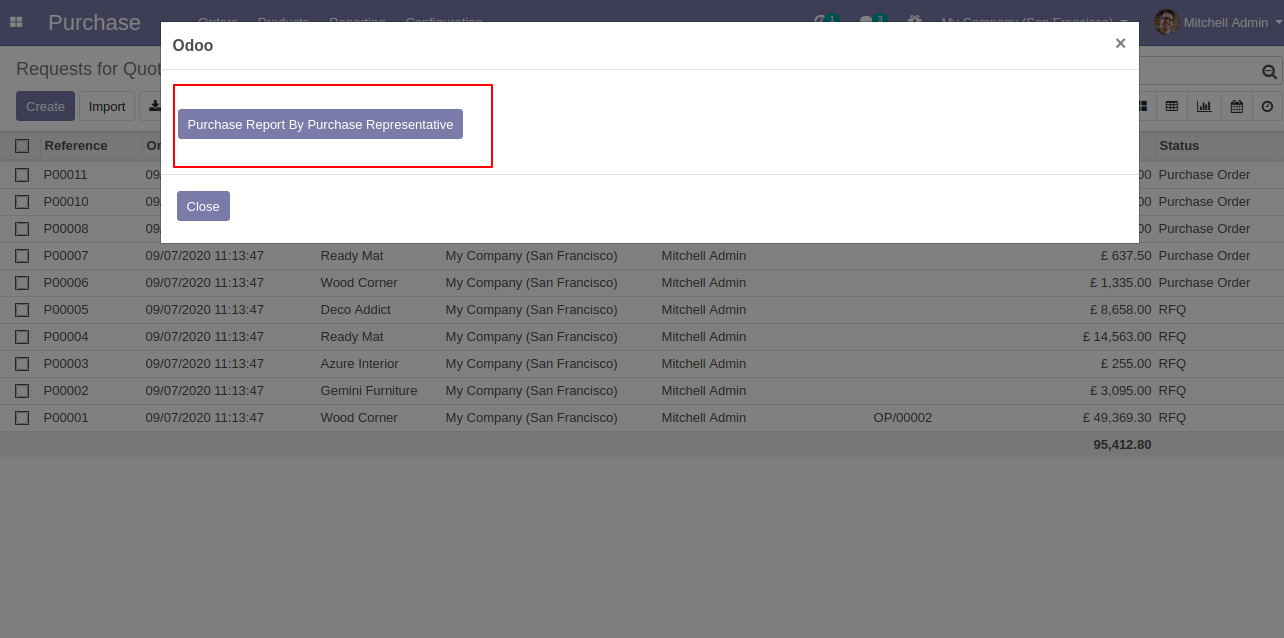 Purchase Orders Products Reporting Configuration 1 3 My Company (San Francisco) Mitchell Admin
Odoo ×
Requests for Quot
Create Import
Purchase Report By Purchase Representative
Close
Reference Or Status
P00011 09 00 Purchase Order
P00010 09 00 Purchase Order
P00008 09 00 Purchase Order
P00007 09/07/2020 11:13:47 Ready Mat My Company (San Francisco) Mitchell Admin £ 637.50 Purchase Order
P00006 09/07/2020 11:13:47 Wood Corner My Company (San Francisco) Mitchell Admin £ 1,335.00 Purchase Order
P00005 09/07/2020 11:13:47 Deco Addict My Company (San Francisco) Mitchell Admin £ 8,658.00 RFQ
P00004 09/07/2020 11:13:47 Ready Mat My Company (San Francisco) Mitchell Admin £ 14,563.00 RFQ
P00003 09/07/2020 11:13:47 Azure Interior My Company (San Francisco) Mitchell Admin £ 255.00 RFQ
P00002 09/07/2020 11:13:47 Gemini Furniture My Company (San Francisco) Mitchell Admin £ 3,095.00 RFQ
P00001 09/07/2020 11:13:47 Wood Corner My Company (San Francisco) Mitchell Admin OP/00002 £ 49,369.30 RFQ
95,412.80